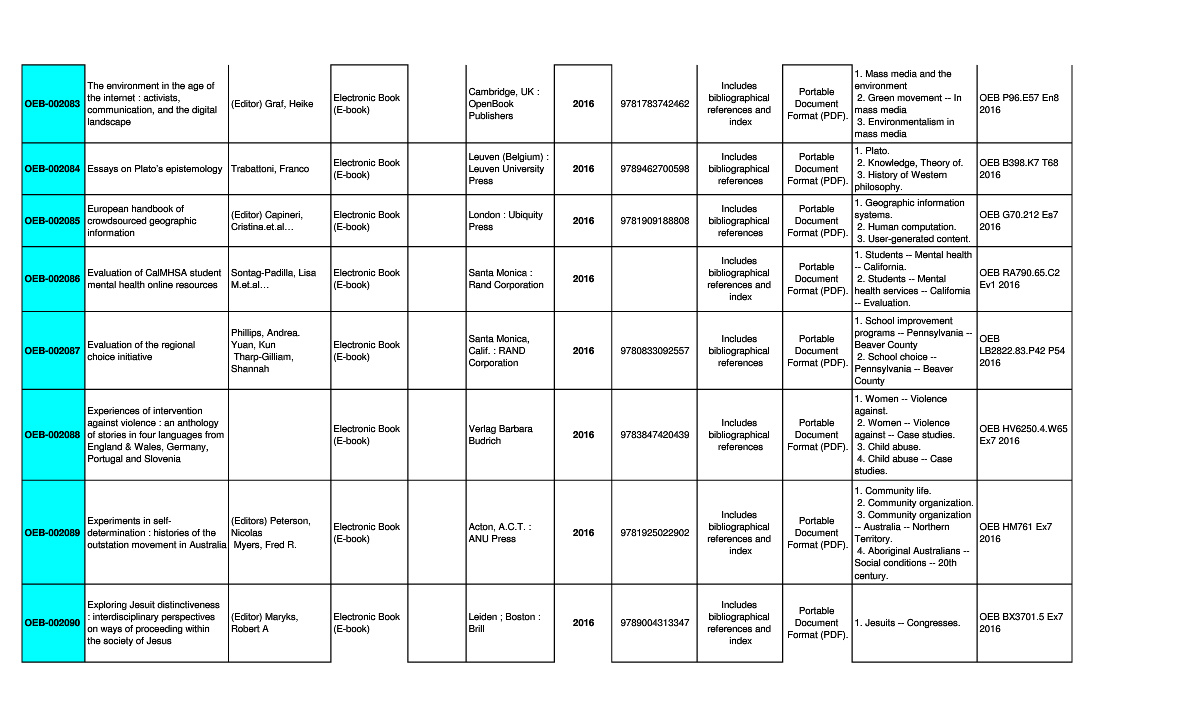 OEB-002083
The environment in the age of
the internet : activists,
communication, and the digital
landscape
(Editor) Graf, Heike
Electronic Book
(E-book)
Cambridge, UK :
OpenBook
Publishers
2016
9781783742462
Includes
bibliographical
references and
index
Portable
Document
Format (PDF).
1. Mass media and the
environment
2. Green movement -- In
mass media
3. Environmentalism in
mass media
OEB P96.E57 En8
2016
OEB-002084
Essays on Plato's epistemology
Trabattoni, Franco
Electronic Book
(E-book)
Leuven (Belgium) :
Leuven University
Press
2016
9789462700598
Includes
bibliographical
references
Portable
Document
Format (PDF).
1. Plato.
2. Knowledge, Theory of.
3. History of Western
philosophy.
OEB B398.K7 T68
2016
OEB-002085
European handbook of
crowdsourced geographic
information
(Editor) Capineri,
Cristina.et.al...
Electronic Book
(E-book)
London : Ubiquity
Press
2016
9781909188808
Includes
bibliographical
references
Portable
Document
Format (PDF).
1. Geographic information
systems.
2. Human computation.
3. User-generated content.
OEB G70.212 Es7
2016
OEB-002086
Evaluation of CalMHSA student
mental health online resources
Sontag-Padilla, Lisa
M.et.al...
Electronic Book
(E-book)
Santa Monica :
Rand Corporation
2016
Includes
bibliographical
references and
index
Portable
Document
Format (PDF).
1. Students -- Mental health
-- California.
2. Students -- Mental
health services -- California
-- Evaluation.
OEB RA790.65.C2
Ev1 2016
OEB-002087
Evaluation of the regional
choice initiative
Phillips, Andrea.
Yuan, Kun
Tharp-Gilliam,
Shannah
Electronic Book
(E-book)
Santa Monica,
Calif. : RAND
Corporation
2016
9780833092557
Includes
bibliographical
references
Portable
Document
Format (PDF).
1. School improvement
programs -- Pennsylvania --
Beaver County
2. School choice --
Pennsylvania -- Beaver
County
OEB
LB2822.83.P42 P54
2016
OEB-002088
Experiences of intervention
against violence : an anthology
of stories in four languages from
England & Wales, Germany,
Portugal and Slovenia
Electronic Book
(E-book)
Verlag Barbara
Budrich
2016
9783847420439
Includes
bibliographical
references
Portable
Document
Format (PDF).
1. Women -- Violence
against.
2. Women -- Violence
against -- Case studies.
3. Child abuse.
4. Child abuse -- Case
studies.
OEB HV6250.4.W65
Ex7 2016
OEB-002089
Experiments in self-
determination : histories of the
outstation movement in Australia
(Editors) Peterson,
Nicolas
Myers, Fred R.
Electronic Book
(E-book)
Acton, A.C.T. :
ANU Press
2016
9781925022902
Includes
bibliographical
references and
index
Portable
Document
Format (PDF).
1. Community life.
2. Community organization.
3. Community organization
-- Australia -- Northern
Territory.
4. Aboriginal Australians --
Social conditions -- 20th
century.
OEB HM761 Ex7
2016
OEB-002090
Exploring Jesuit distinctiveness
: interdisciplinary perspectives
on ways of proceeding within
the society of Jesus
(Editor) Maryks,
Robert A
Electronic Book
(E-book)
Leiden ; Boston :
Brill
2016
9789004313347
Includes
bibliographical
references and
index
Portable
Document
Format (PDF).
1. Jesuits -- Congresses.
OEB BX3701.5 Ex7
2016